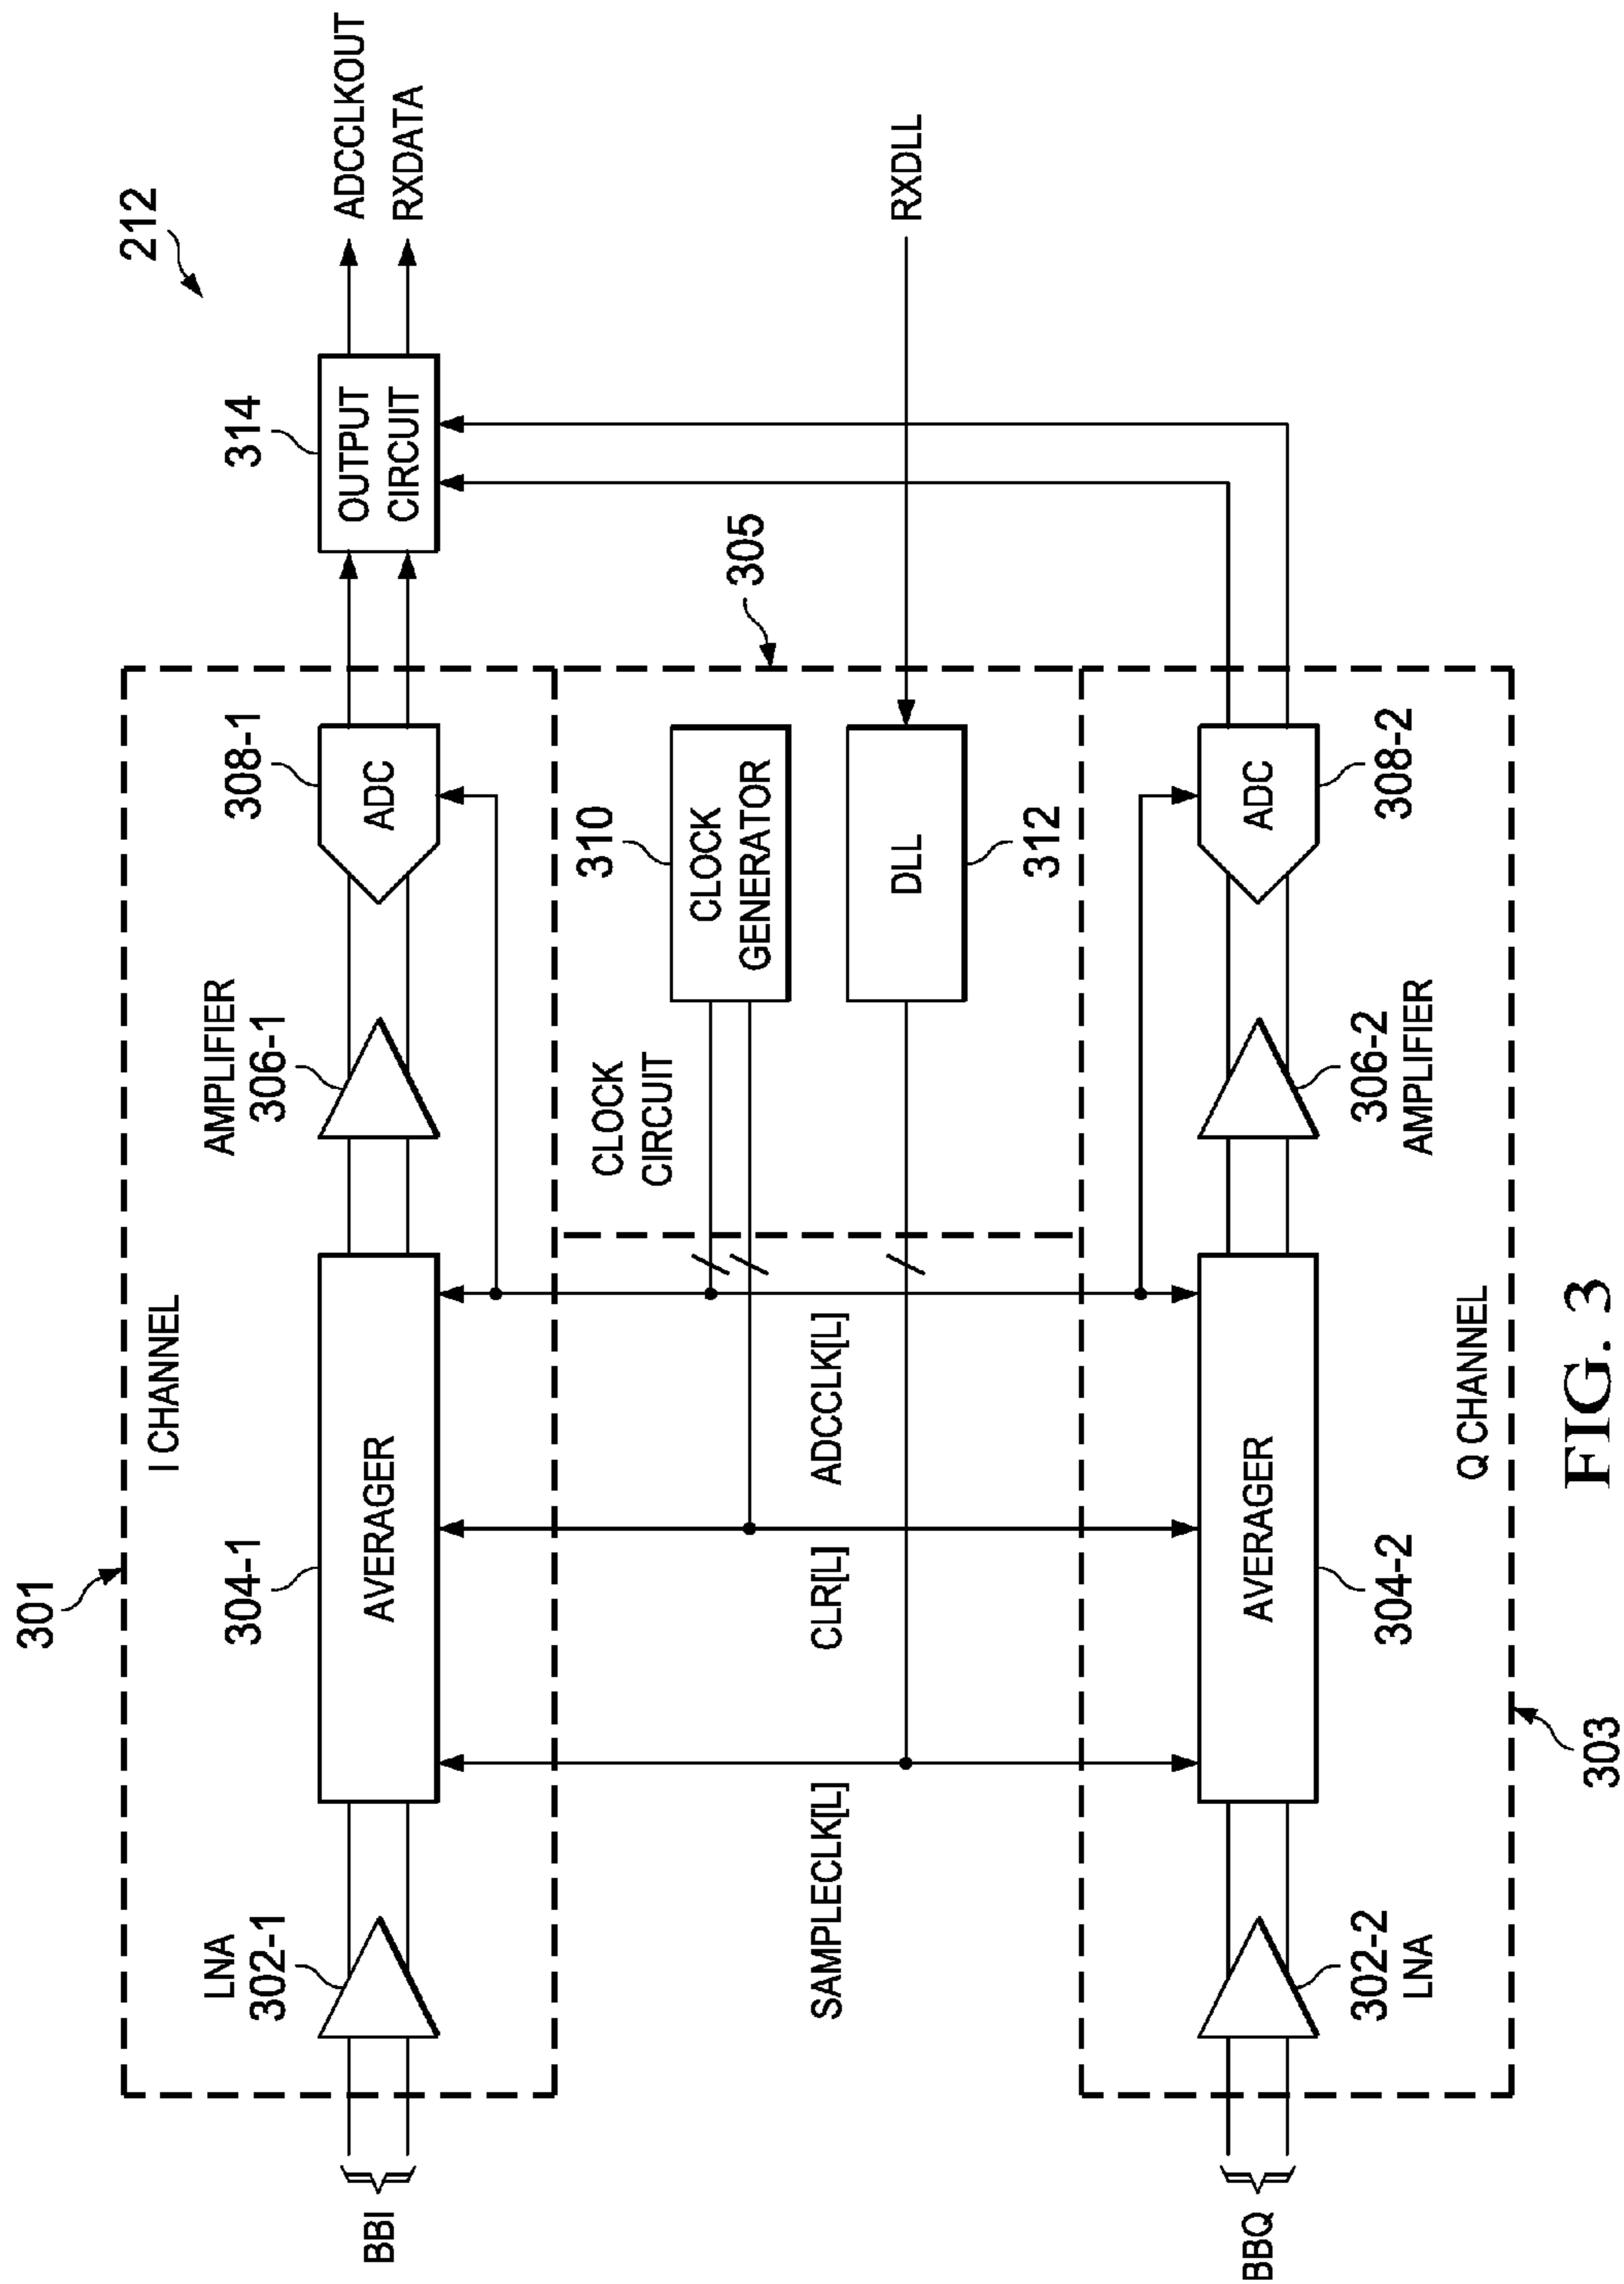 212
ADCCLKOUT
RXDATA
314
OUTPUT
CIRCUIT
RXDLL
301
I CHANNEL
BBI
LNA
302-1
304-1
AVERAGER
AMPLIFIER
306-1
308-1
ADC
305
CLOCK
CIRCUIT
310
CLOCK
GENERATOR
DLL
312
SAMPLECLK[L]
CLR[L]
ADCCLK[L]
BBQ
302-2
LNA
AVERAGER
304-2
306-2
AMPLIFIER
ADC
308-2
Q CHANNEL
303
FIG. 3